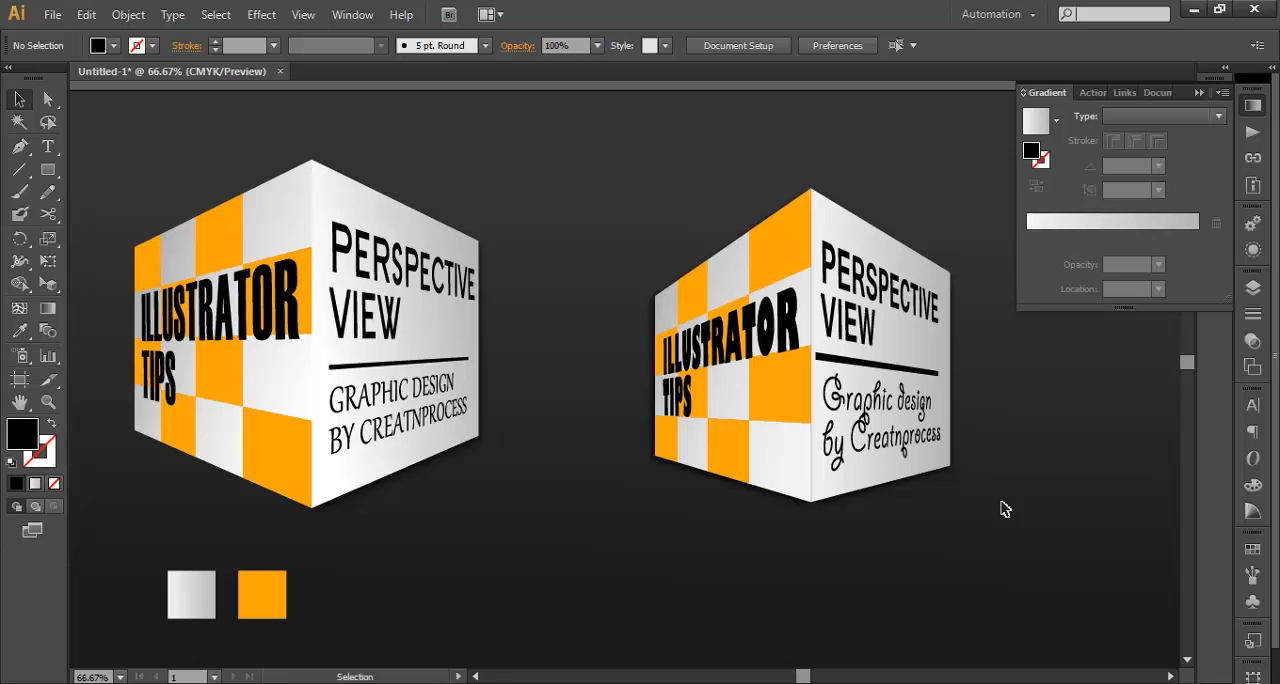 Ai File Edit Object Type Select Effect View Window Help Br Automation
No Selection Stroke: 5 pt. Round Opacity: 100% Style: Document Setup Preferences
Untitled-1* @ 66.67% (CMYK/Preview) ×
Gradient Action Links Docum
Type:
Stroke:
Opacity:
Location:
ILLUSTRATOR
TIPS
PERSPECTIVE
VIEW
GRAPHIC DESIGN
BY CREATNPROCESS
ILLUSTRATOR
TIPS
PERSPECTIVE
VIEW
Graphic design
by Creatnprocess
66.67% 1 Selection